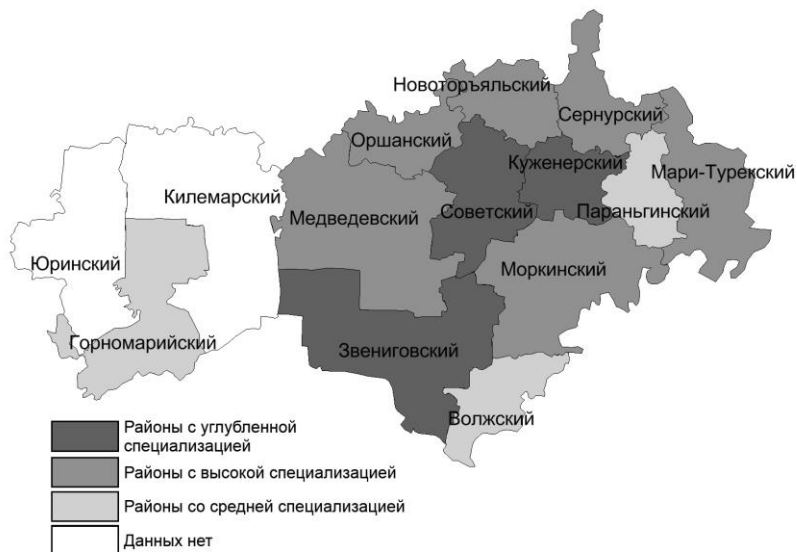 Новоторъяльский
Сернурский
Оршанский
Куженерский
Мари-Турекский
Килемарский
Медведевский
Советский
Параньгинский
Юринский
Моркинский
Горномарийский
Звениговский
Волжский
Районы с углубленной
специализацией
Районы с высокой специализацией
Районы со средней специализацией
Данных нет